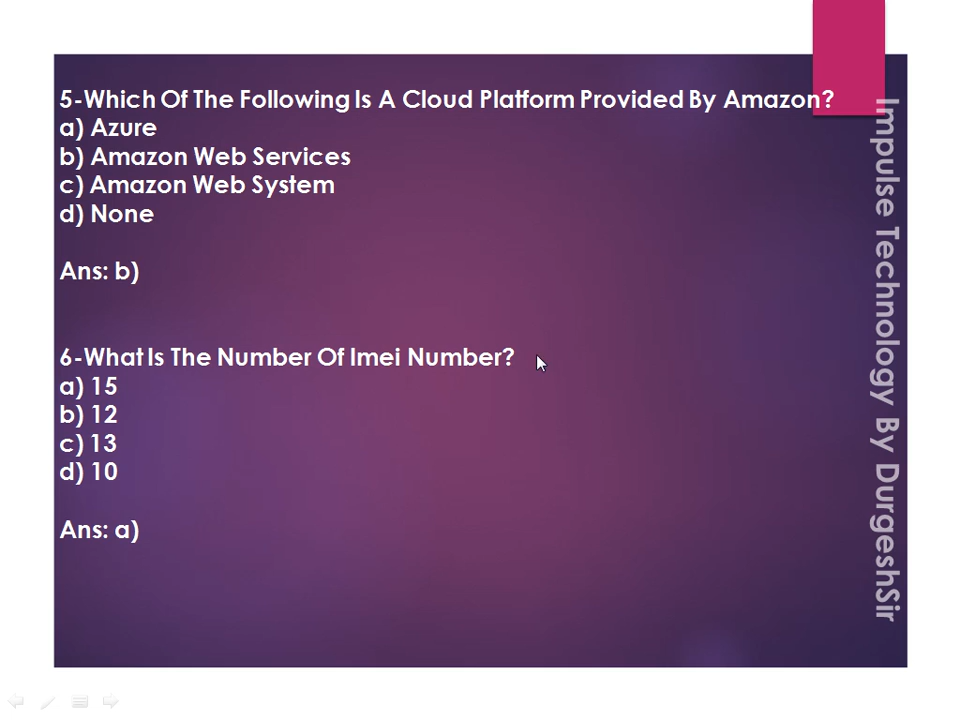 5-Which Of The Following Is A Cloud Platform Provided By Amazon?
a) Azure
b) Amazon Web Services
c) Amazon Web System
d) None
Ans: b)
6-What Is The Number Of Imei Number?
a) 15
b) 12
c) 13
d) 10
Ans: a)
Impulse Technology By DurgeshSir